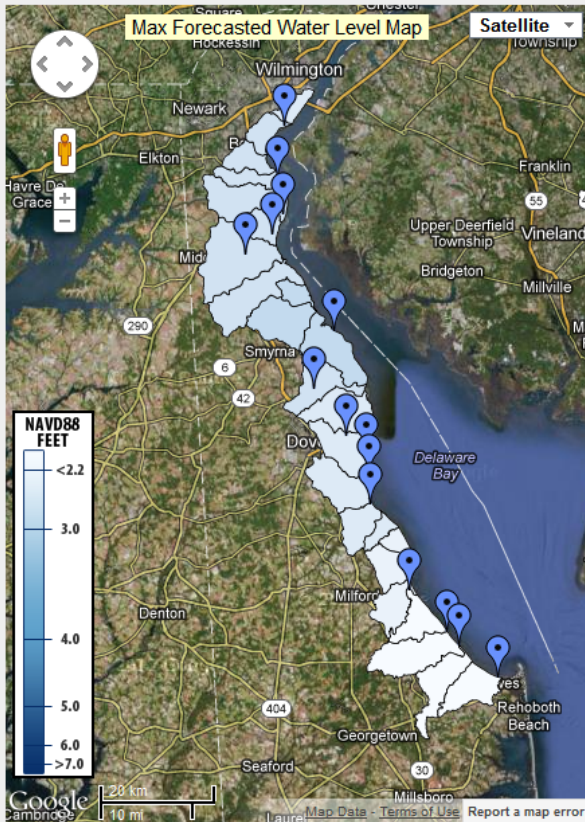 Square
Chester
Max Forecasted Water Level Map
Satellite
Hockessin
Township
Wilmington
Newark
Elkton
Havre De
Grace
Franklin
55
Upper Deerfield
Township
Vineland
Bridgeton
Millville
290
Smyrna
6
42
NAVD88
FEET
<2.2
3.0
4.0
5.0
6.0
>7.0
Delaware
Bay
Milford
Denton
Rehoboth
Beach
404
Georgetown
30
Seaford
20 km
Google
10 mi
Millsboro
Map Data - Terms of Use
Report a map error
Cambridge
Laurel